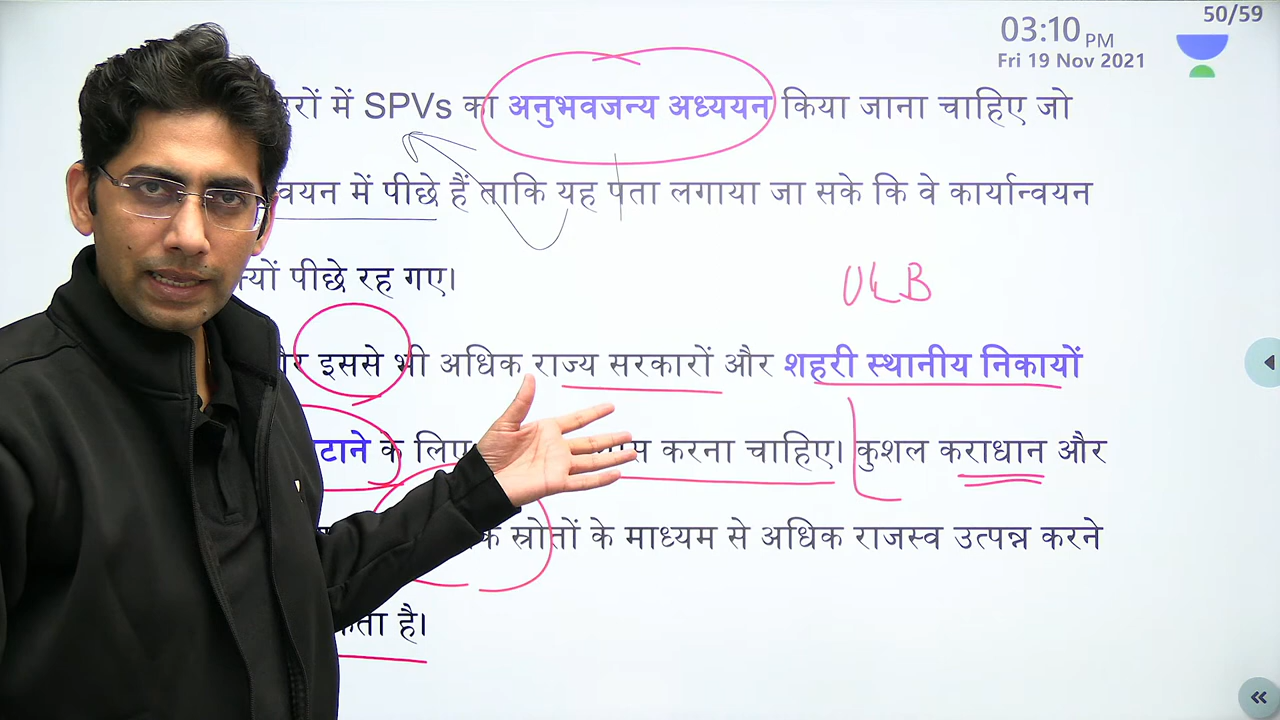 50/59
03:10 PM
Fri 19 Nov 2021
में SPVs का अनुभवजन्य अध्ययन किया जाना चाहिए जो
में पीछे हैं ताकि यह पता लगाया जा सके कि वे कार्यान्वयन
पीछे रह गए।
ULB
इससे भी अधिक राज्य सरकारों और शहरी स्थानीय निकायों
के लिए करना चाहिए। कुशल कराधान और
स्रोतों के माध्यम से अधिक राजस्व उत्पन्न करने
है।